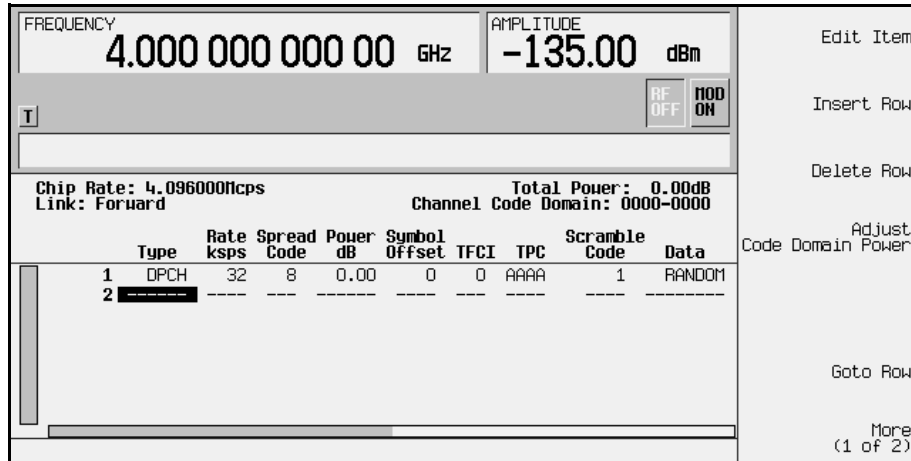 FREQUENCY
4.000 000 000 00 GHz
AMPLITUDE
-135.00 dBm
RF OFF
MOD ON
T
Chip Rate: 4.096000Mcps
Total Power: 0.00dB
Link: Forward
Channel Code Domain: 0000-0000
Type Rate ksps Spread Code Power dB Symbol Offset TFCI TPC Scramble Code Data
1 DPCH 32 8 0.00 0 0 AAAA 1 RANDOM
2 ------ ---- --- ------ ---- --- ---- ---- --------
Edit Item
Insert Row
Delete Row
Adjust
Code Domain Power
Goto Row
More
(1 of 2)